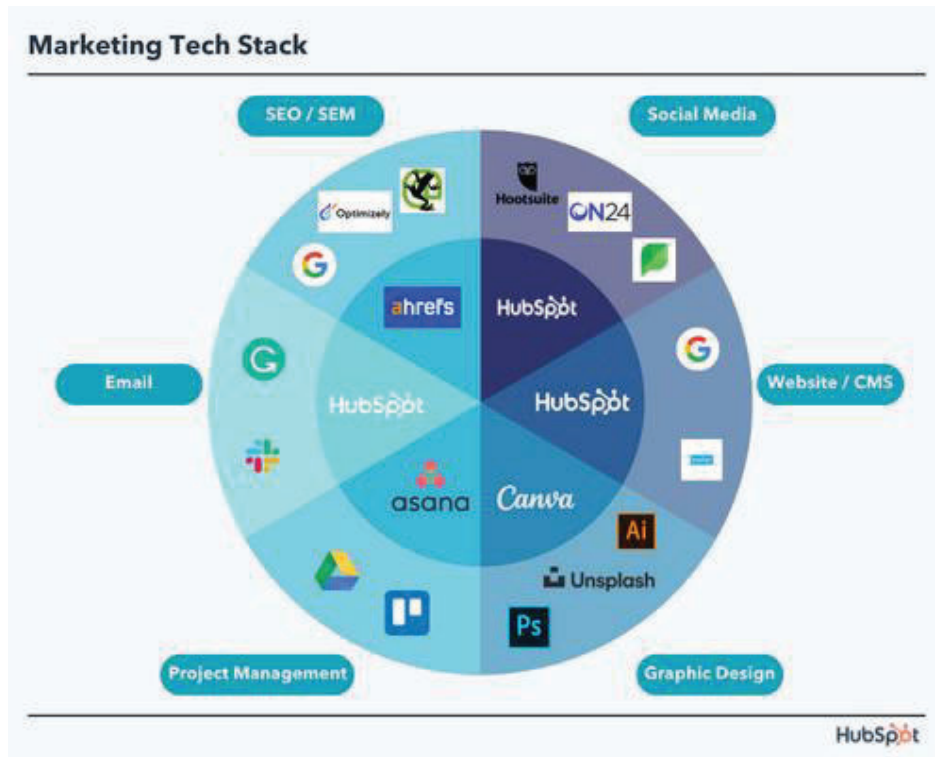 Marketing Tech Stack
SEO / SEM
Social Media
Hootsuite
Optimizely
ON24
G
ahrefs
HubSpot
G
G
Email
Website / CMS
HubSpot
HubSpot
asana
Canva
Ai
Unsplash
Ps
Project Management
Graphic Design
HubSpot